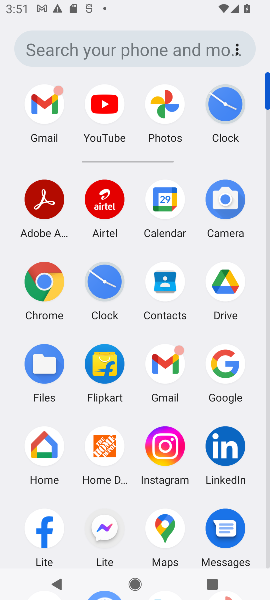 3:51
Search your phone and mo..
Gmail YouTube Photos Clock
Adobe A... Airtel Calendar Camera
Chrome Clock Contacts Drive
Files Flipkart Gmail Google
Home Home D... Instagram LinkedIn
Lite Lite Maps Messages